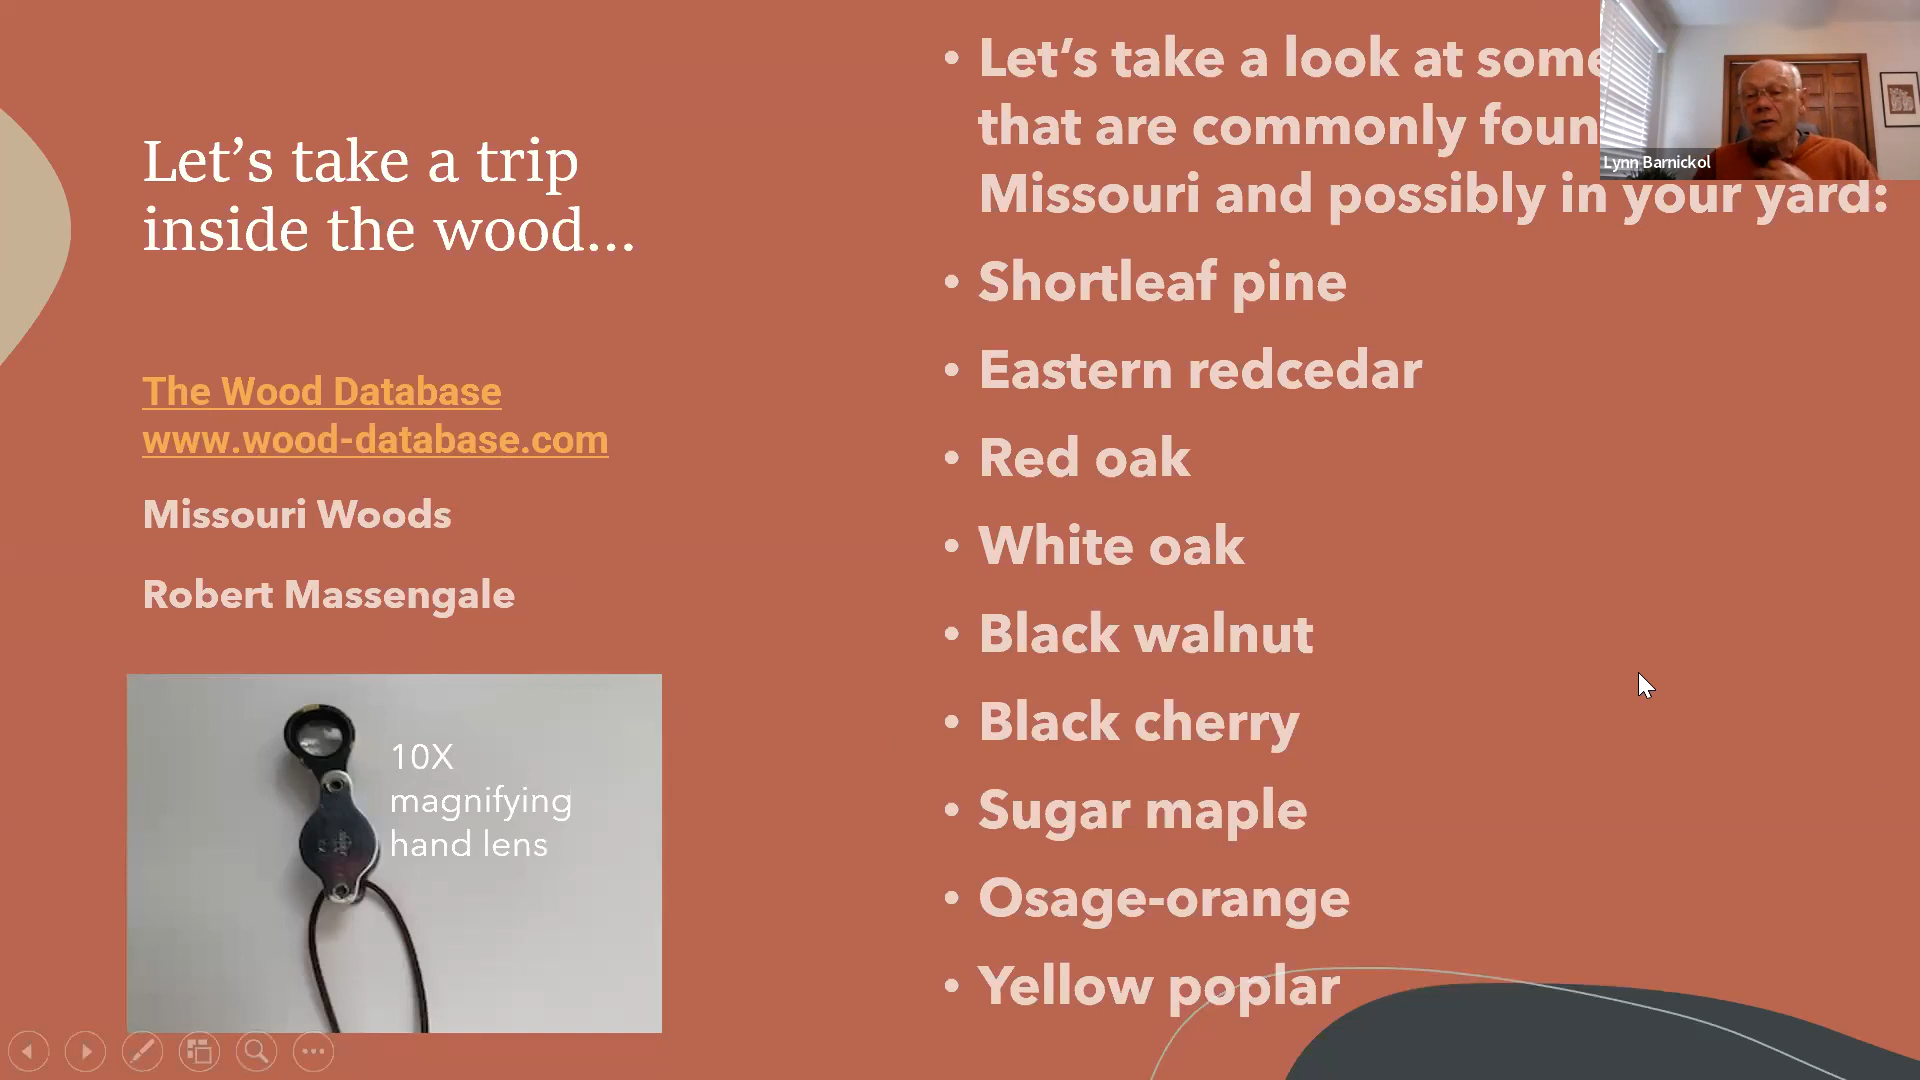 Let's take a trip
inside the wood...
The Wood Database
www.wood-database.com
Missouri Woods
Robert Massengale
10X
magnifying
hand lens
• Let's take a look at some
that are commonly
Missouri and possibly in your yard:
• Shortleaf pine
• Eastern redcedar
• Red oak
• White oak
• Black walnut
• Black cherry
• Sugar maple
• Osage-orange
• Yellow poplar
Lynn Barnickol